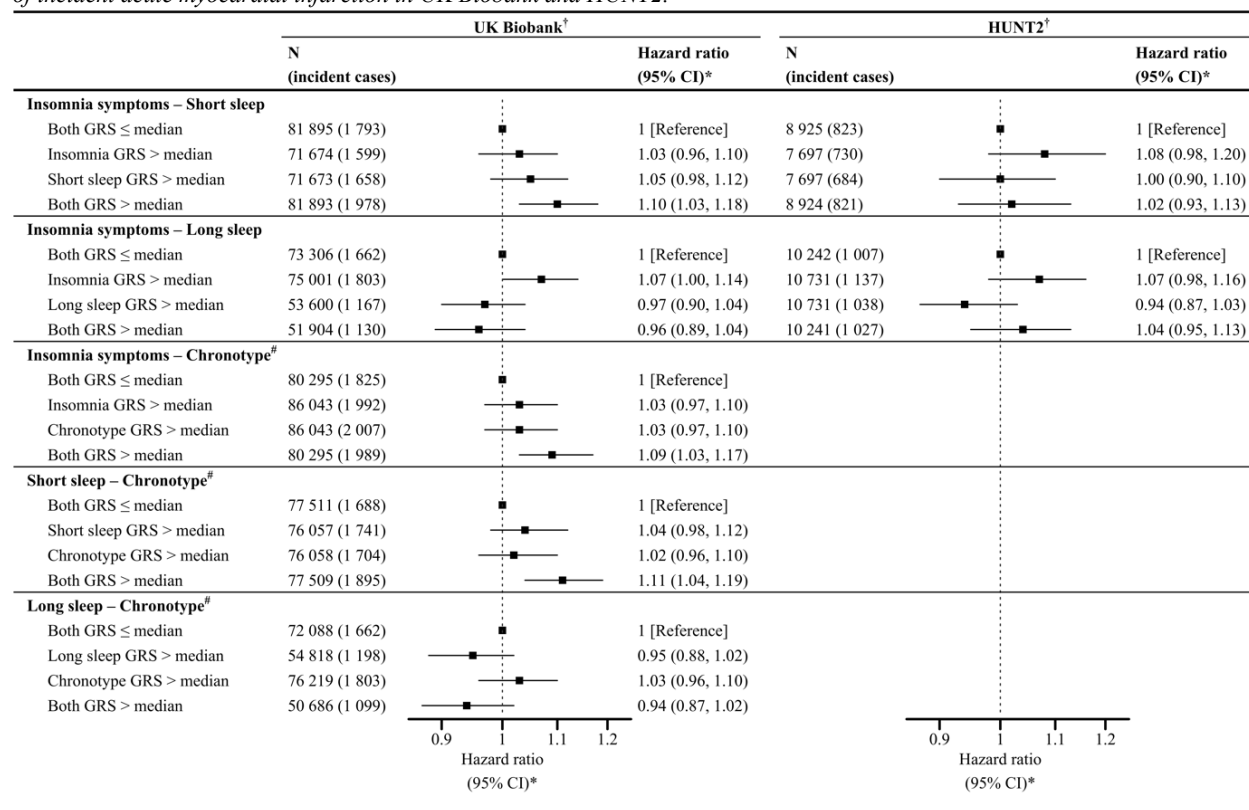 of incident acute myocardial infarction in UK Biobank and HUNT2.
UK Biobank† HUNT2†
N Hazard ratio N Hazard ratio
(incident cases) (95% CI)* (incident cases) (95% CI)*
Insomnia symptoms – Short sleep
Both GRS ≤ median 81 895 (1 793) 1 [Reference] 8 925 (823) 1 [Reference]
Insomnia GRS > median 71 674 (1 599) 1.03 (0.96, 1.10) 7 697 (730) 1.08 (0.98, 1.20)
Short sleep GRS > median 71 673 (1 658) 1.05 (0.98, 1.12) 7 697 (684) 1.00 (0.90, 1.10)
Both GRS > median 81 893 (1 978) 1.10 (1.03, 1.18) 8 924 (821) 1.02 (0.93, 1.13)
Insomnia symptoms – Long sleep
Both GRS ≤ median 73 306 (1 662) 1 [Reference] 10 242 (1 007) 1 [Reference]
Insomnia GRS > median 75 001 (1 803) 1.07 (1.00, 1.14) 10 731 (1 137) 1.07 (0.98, 1.16)
Long sleep GRS > median 53 600 (1 167) 0.97 (0.90, 1.04) 10 731 (1 038) 0.94 (0.87, 1.03)
Both GRS > median 51 904 (1 130) 0.96 (0.89, 1.04) 10 241 (1 027) 1.04 (0.95, 1.13)
Insomnia symptoms – Chronotype#
Both GRS ≤ median 80 295 (1 825) 1 [Reference]
Insomnia GRS > median 86 043 (1 992) 1.03 (0.97, 1.10)
Chronotype GRS > median 86 043 (2 007) 1.03 (0.97, 1.10)
Both GRS > median 80 295 (1 989) 1.09 (1.03, 1.17)
Short sleep – Chronotype#
Both GRS ≤ median 77 511 (1 688) 1 [Reference]
Short sleep GRS > median 76 057 (1 741) 1.04 (0.98, 1.12)
Chronotype GRS > median 76 058 (1 704) 1.02 (0.96, 1.10)
Both GRS > median 77 509 (1 895) 1.11 (1.04, 1.19)
Long sleep – Chronotype#
Both GRS ≤ median 72 088 (1 662) 1 [Reference]
Long sleep GRS > median 54 818 (1 198) 0.95 (0.88, 1.02)
Chronotype GRS > median 76 219 (1 803) 1.03 (0.96, 1.10)
Both GRS > median 50 686 (1 099) 0.94 (0.87, 1.02)
0.9 1 1.1 1.2 0.9 1 1.1 1.2
Hazard ratio Hazard ratio
(95% CI)* (95% CI)*